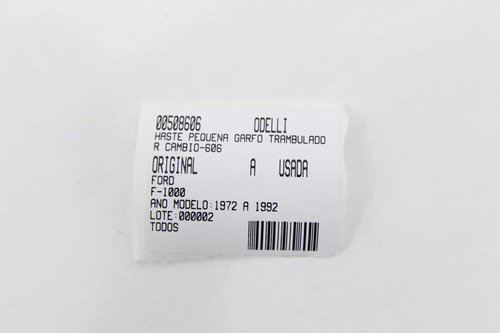 00508606 ODELLI
HASTE PEQUENA GARFO TRAMBULADO
R CAMBIO-606
ORIGINAL A USADA
FORD
F-1000
ANO MODELO:1972 A 1992
LOTE:000002
TODOS